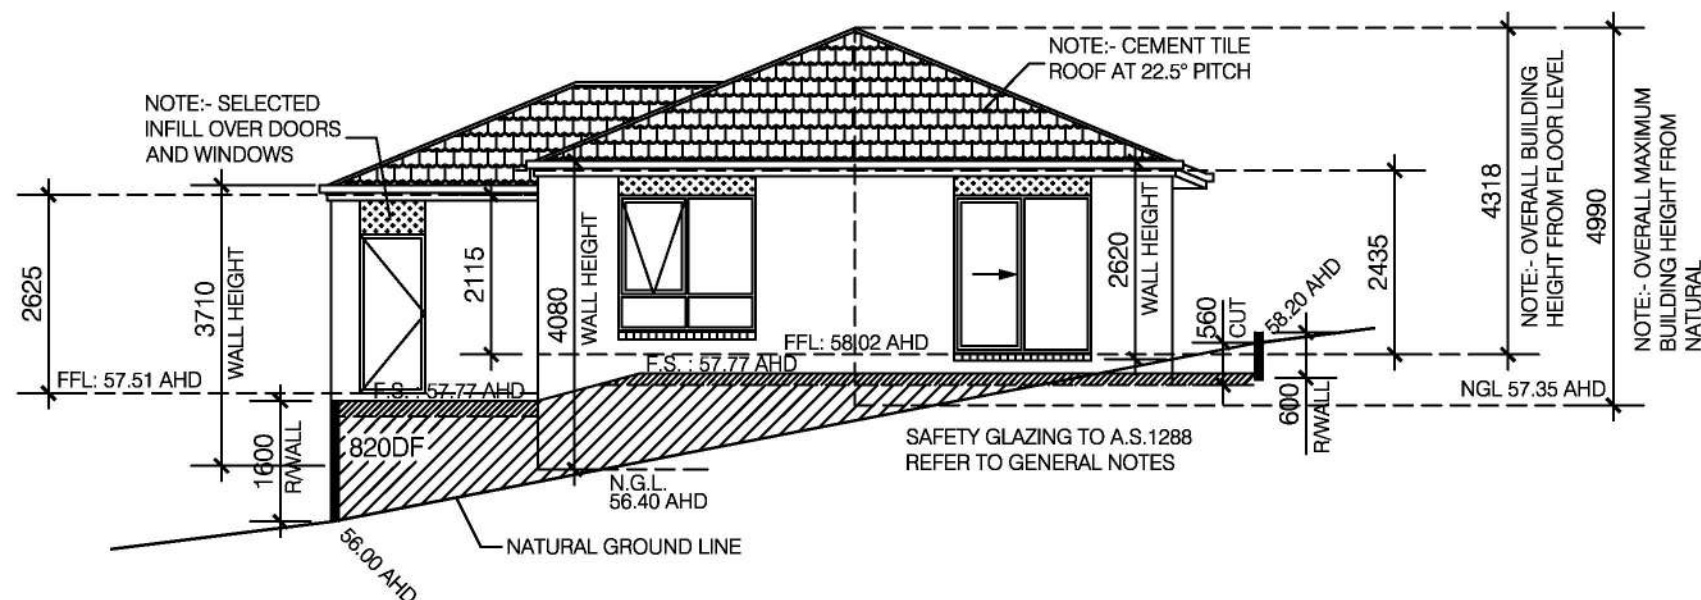 NOTE:- CEMENT TILE
ROOF AT 22.5° PITCH
NOTE:- SELECTED
INFILL OVER DOORS
AND WINDOWS
2625
3710
WALL HEIGHT
2115
4080
WALL HEIGHT
2620
WALL HEIGHT
560
CUT
58.20 AHD
2435
4318
NOTE:- OVERALL BUILDING
HEIGHT FROM FLOOR LEVEL
4990
NOTE:- OVERALL MAXIMUM
BUILDING HEIGHT FROM
NATURAL
FFL: 58.02 AHD
F.S. : 57.77 AHD
FFL: 57.51 AHD
F.S. : 57.77 AHD
NGL 57.35 AHD
600
R/WALL
1600
R/WALL
820DF
SAFETY GLAZING TO A.S.1288
REFER TO GENERAL NOTES
N.G.L.
56.40 AHD
NATURAL GROUND LINE
56.00 AHD